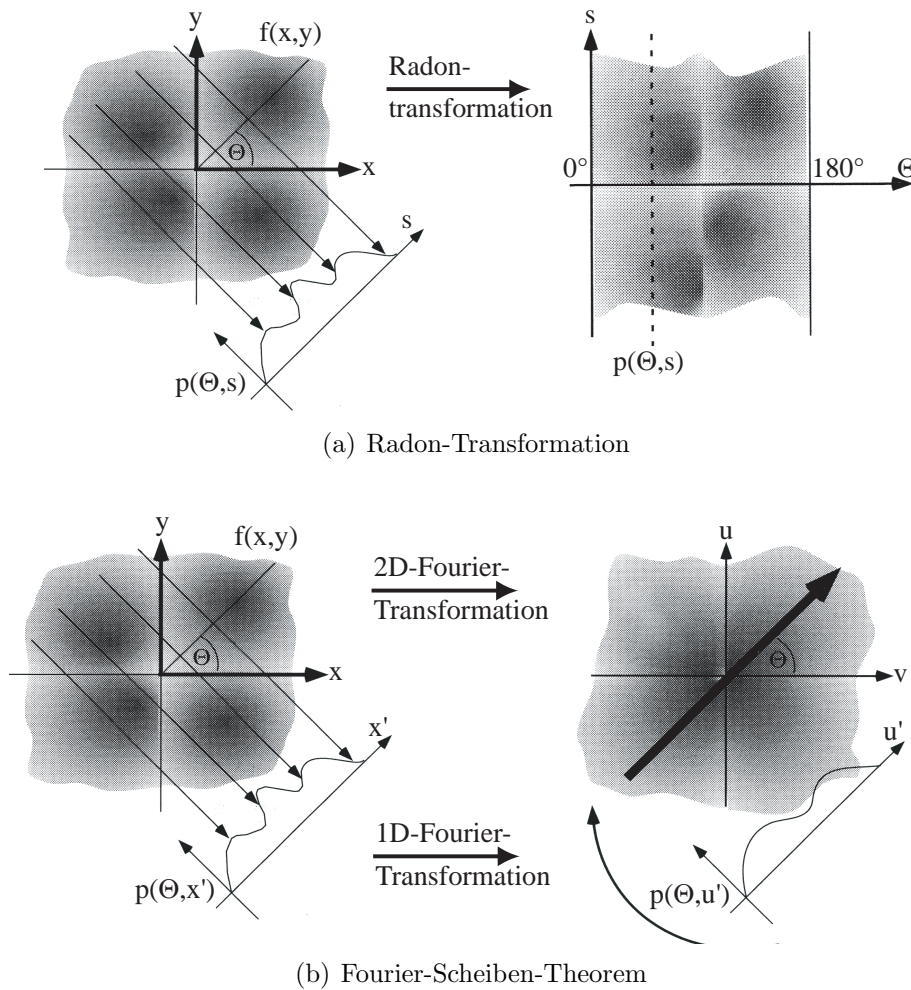 y
f(x,y)
Θ
x
s
p(Θ,s)
Radon-
transformation
s
0°
180°
Θ
p(Θ,s)
(a) Radon-Transformation
y
f(x,y)
Θ
x
x'
p(Θ,x')
2D-Fourier-
Transformation
1D-Fourier-
Transformation
u
Θ
v
u'
p(Θ,u')
(b) Fourier-Scheiben-Theorem